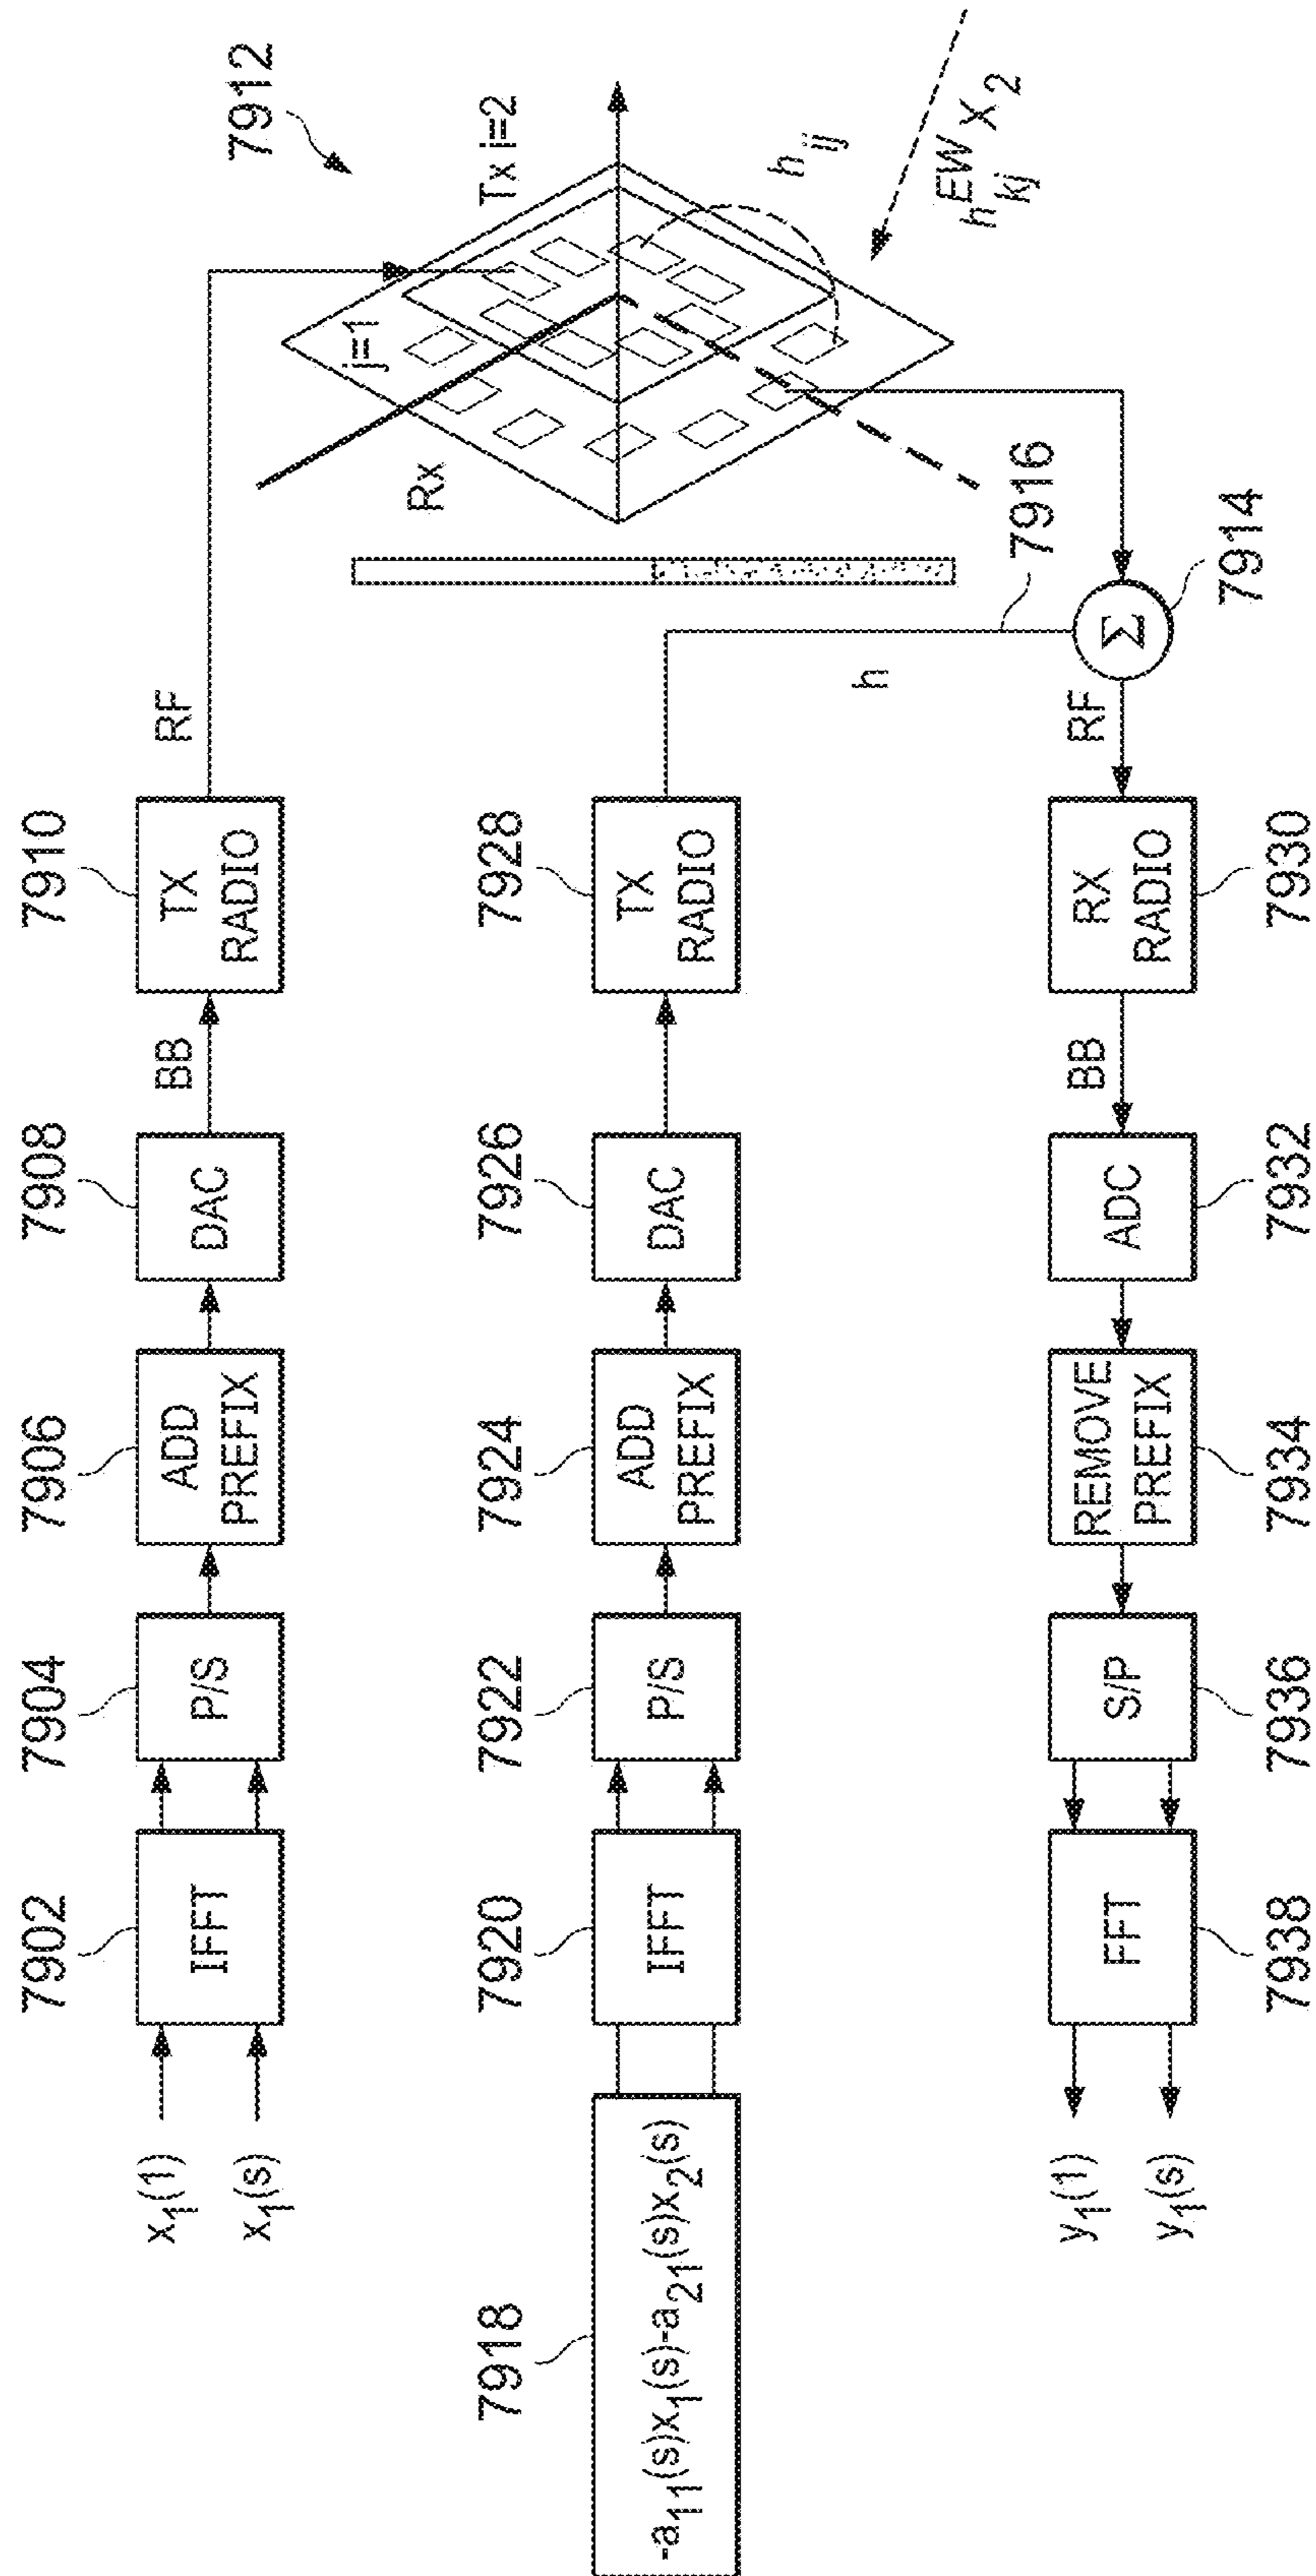 7902
7904
7906
7908
7910
7912
x1(1)
x1(s)
IFFT
P/S
ADD
PREFIX
DAC
BB
TX
RADIO
RF
j=1
Tx i=2
Rx
hij
hkj^EW X2
7918
7920
7922
7924
7926
7928
-a11(s)x1(s)-a21(s)x2(s)
IFFT
P/S
ADD
PREFIX
DAC
TX
RADIO
h
7916
Σ
7914
y1(1)
y1(s)
FFT
S/P
REMOVE
PREFIX
ADC
BB
RX
RADIO
RF
7938
7936
7934
7932
7930